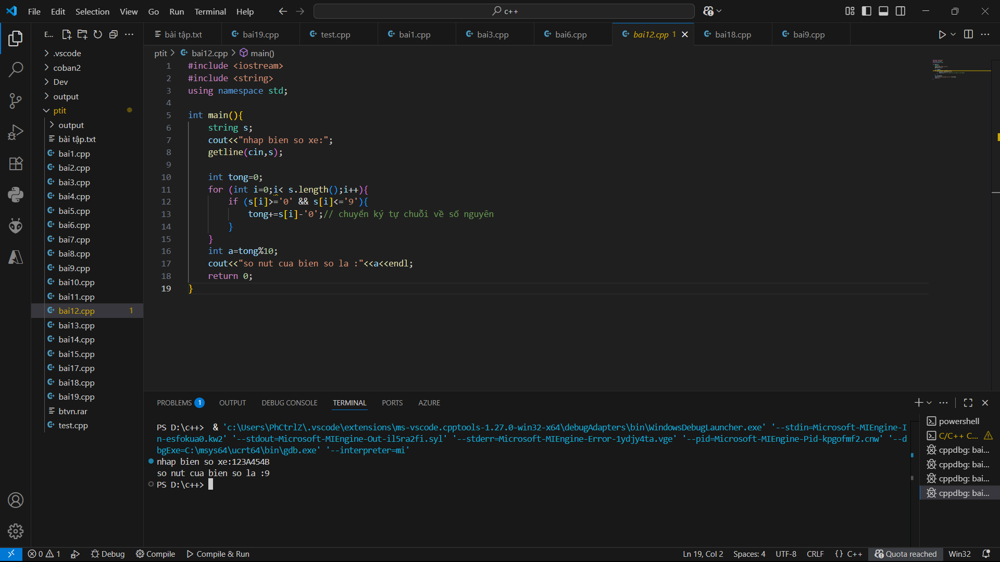 File Edit Selection View Go Run Terminal Help
c++
E...
bài tập.txt
bai19.cpp
test.cpp
bai1.cpp
bai3.cpp
bai6.cpp
bai12.cpp 1
bai18.cpp
bai9.cpp
.vscode
coban2
Dev
output
ptit
output
bài tập.txt
bai1.cpp
bai2.cpp
bai3.cpp
bai4.cpp
bai5.cpp
bai6.cpp
bai7.cpp
bai8.cpp
bai9.cpp
bai10.cpp
bai11.cpp
bai12.cpp 1
bai13.cpp
bai14.cpp
bai15.cpp
bai17.cpp
bai18.cpp
bai19.cpp
btvn.rar
test.cpp
ptit > bai12.cpp > main()
1 #include <iostream>
2 #include <string>
3 using namespace std;
4
5 int main(){
6 string s;
7 cout<<"nhap bien so xe:";
8 getline(cin,s);
9
10 int tong=0;
11 for (int i=0;i< s.length();i++){
12 if (s[i]>='0' && s[i]<='9'){
13 tong+=s[i]-'0';// chuyển ký tự chuỗi về số nguyên
14 }
15 }
16 int a=tong%10;
17 cout<<"so nut cua bien so la :"<<a<<endl;
18 return 0;
19 }
PROBLEMS 1 OUTPUT DEBUG CONSOLE TERMINAL PORTS AZURE
PS D:\c++> & 'c:\Users\PhCtrlZ\.vscode\extensions\ms-vscode.cpptools-1.27.0-win32-x64\debugAdapters\bin\WindowsDebugLauncher.exe' '--stdin=Microsoft-MIEngine-I
n-esfokua0.kw2' '--stdout=Microsoft-MIEngine-Out-il5ra2fi.syl' '--stderr=Microsoft-MIEngine-Error-1ydjy4ta.vge' '--pid=Microsoft-MIEngine-Pid-kpgofmf2.cnw' '--d
bgExe=C:\msys64\ucrt64\bin\gdb.exe' '--interpreter=mi'
nhap bien so xe:123A454B
so nut cua bien so la :9
PS D:\c++>
powershell
C/C++ C...
cppdbg: bai...
cppdbg: bai...
cppdbg: bai...
cppdbg: bai...
0 1 Debug Compile Compile & Run
Ln 19, Col 2 Spaces: 4 UTF-8 CRLF {} C++ Quota reached Win32